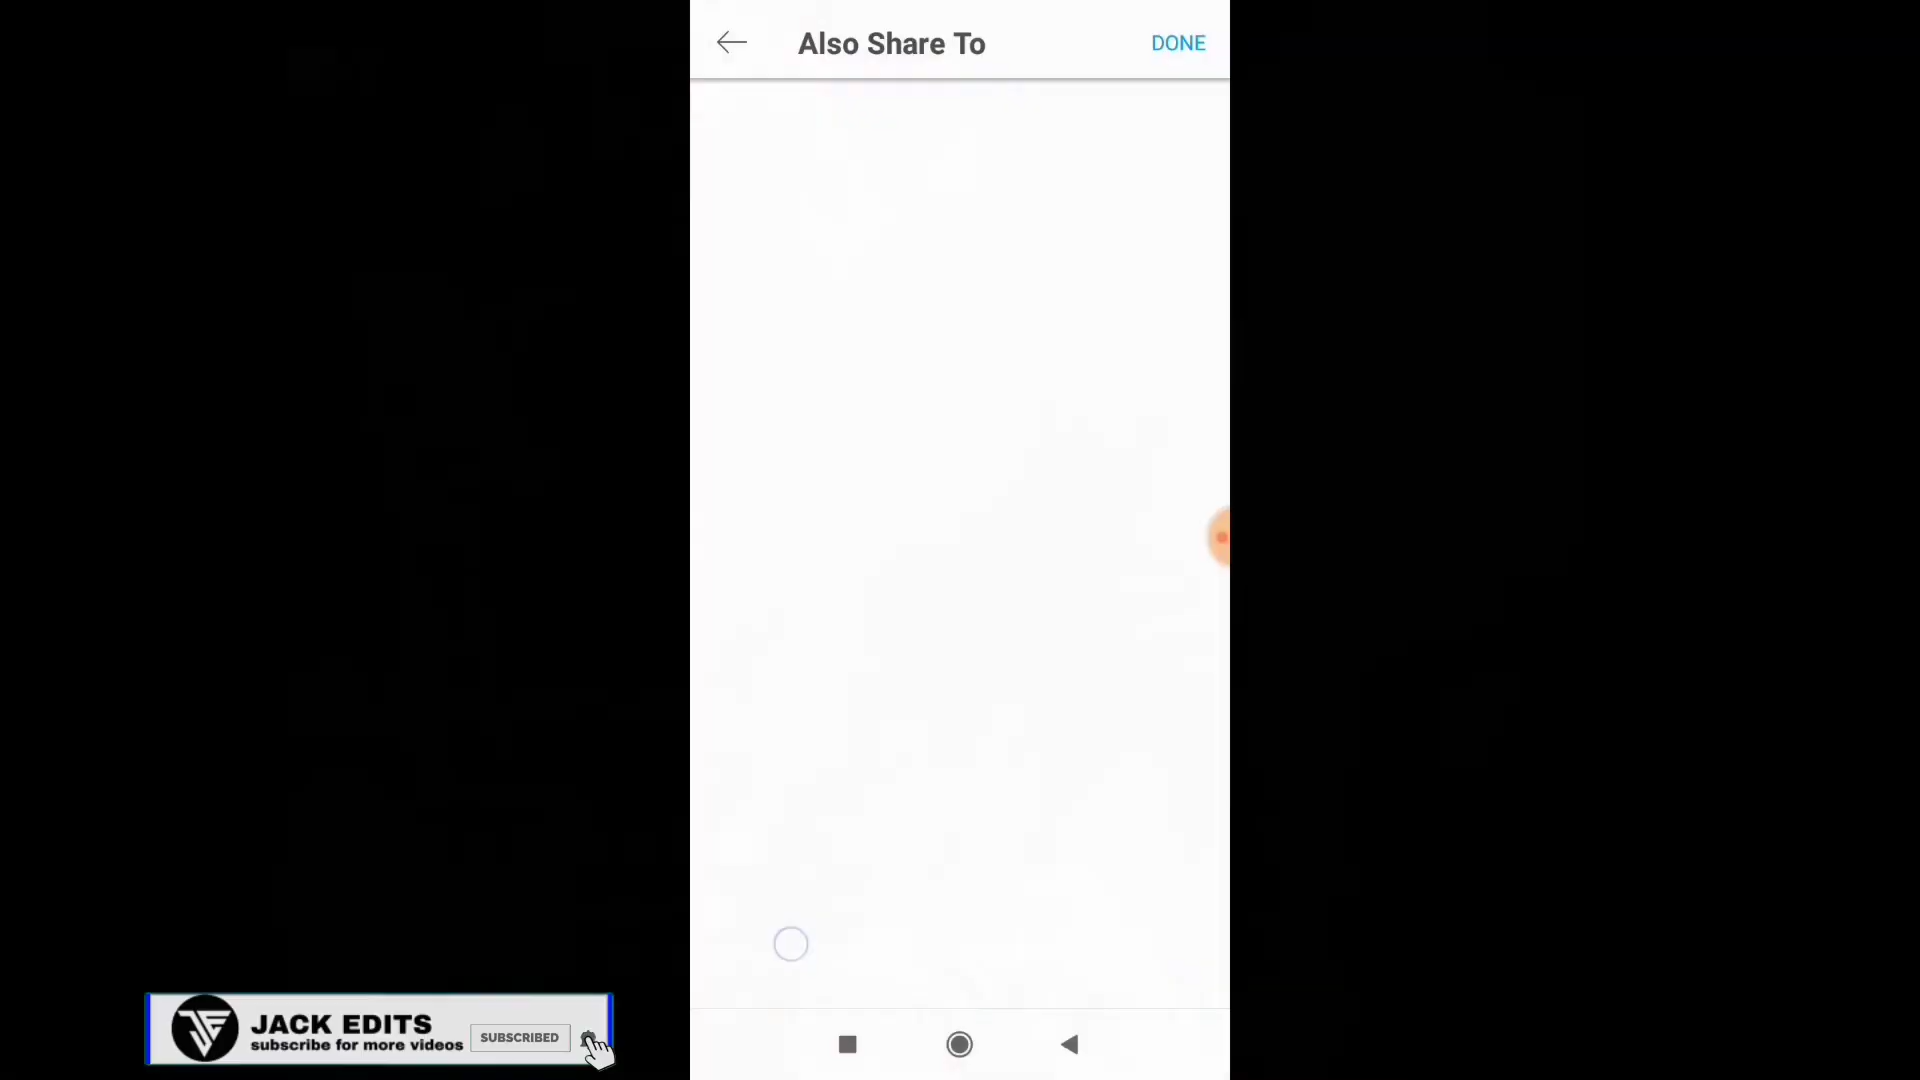 Also Share To
DONE
JACK EDITS
subscribe for more videos
SUBSCRIBED